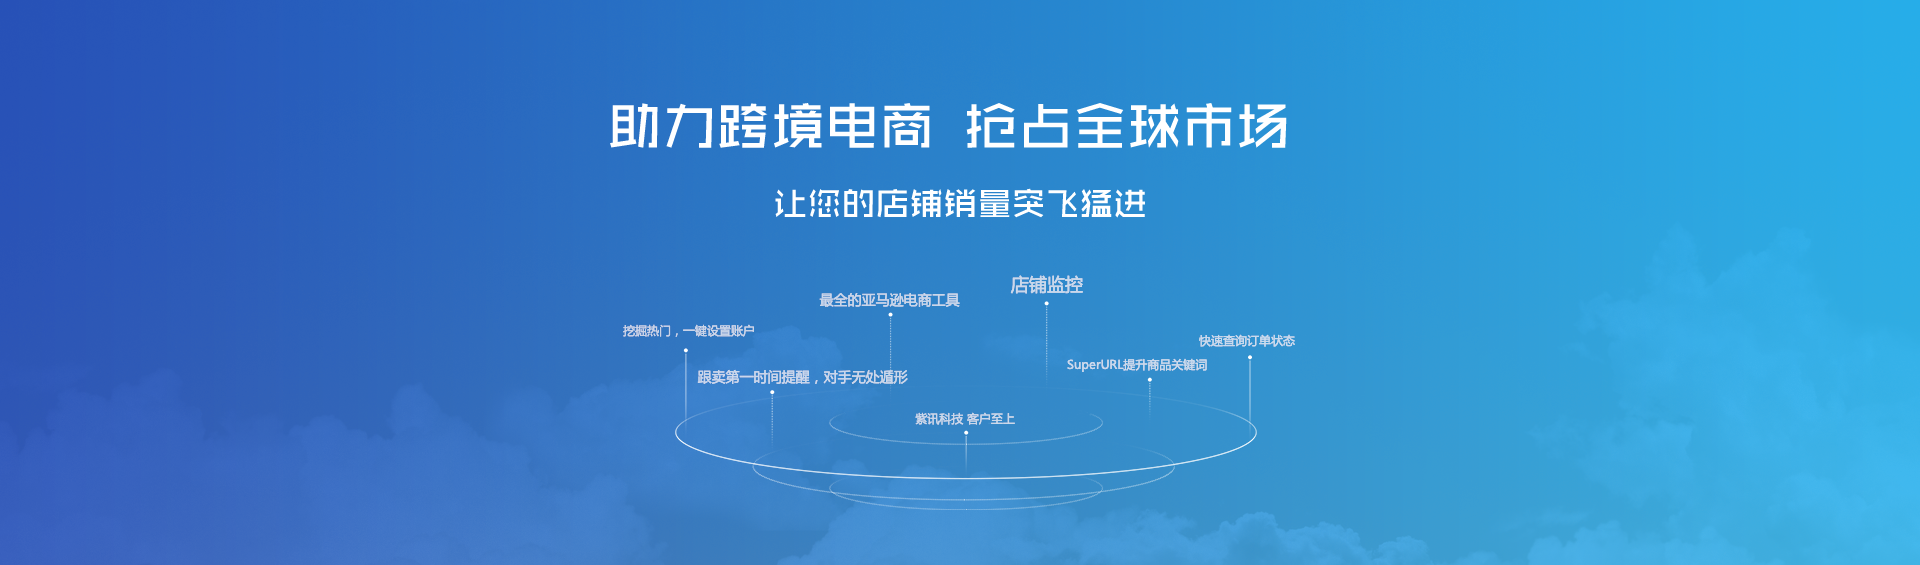 助力跨境电商 抢占全球市场
让您的店铺销量突飞猛进
店铺监控
最全的亚马逊电商工具
挖掘热门，一键设置账户
快速查询订单状态
SuperURL提升商品关键词
跟卖第一时间提醒，对手无处遁形
紫讯科技 客户至上